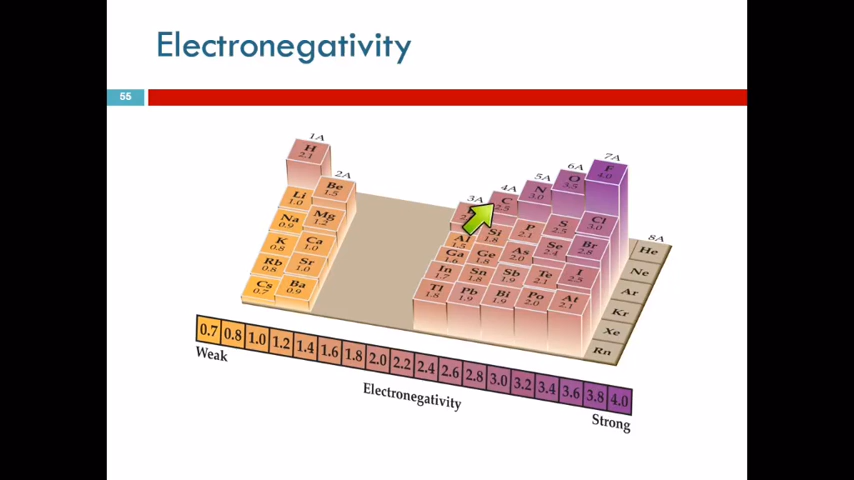 Electronegativity
55
1A
2A
3A
4A
5A
6A
7A
8A
H
2.1
Li
1.0
Be
1.5
C
2.5
N
3.0
O
3.5
F
4.0
He
Na
0.9
Mg
1.2
Al
1.5
Si
1.8
P
2.1
S
2.5
Cl
3.0
Ne
K
0.8
Ca
1.0
Ga
1.6
Ge
1.8
As
2.0
Se
2.4
Br
2.8
Ar
Rb
0.8
Sr
1.0
In
1.7
Sn
1.8
Sb
1.9
Te
2.1
I
2.5
Kr
Cs
0.7
Ba
0.9
Tl
1.8
Pb
1.9
Bi
1.9
Po
2.0
At
2.1
Xe
Rn
0.7 0.8 1.0 1.2 1.4 1.6 1.8 2.0 2.2 2.4 2.6 2.8 3.0 3.2 3.4 3.6 3.8 4.0
Weak
Electronegativity
Strong